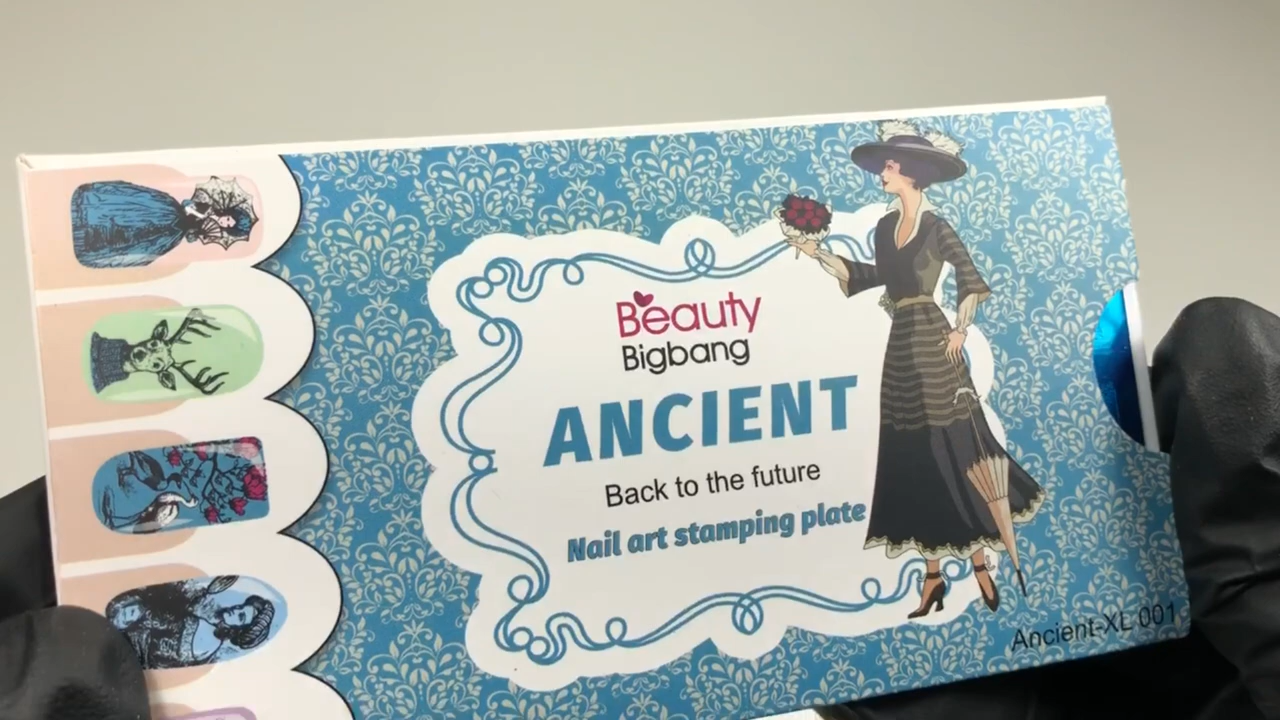 Beauty
Bigbang
ANCIENT
Back to the future
Nail art stamping plate
Ancient-XL 001